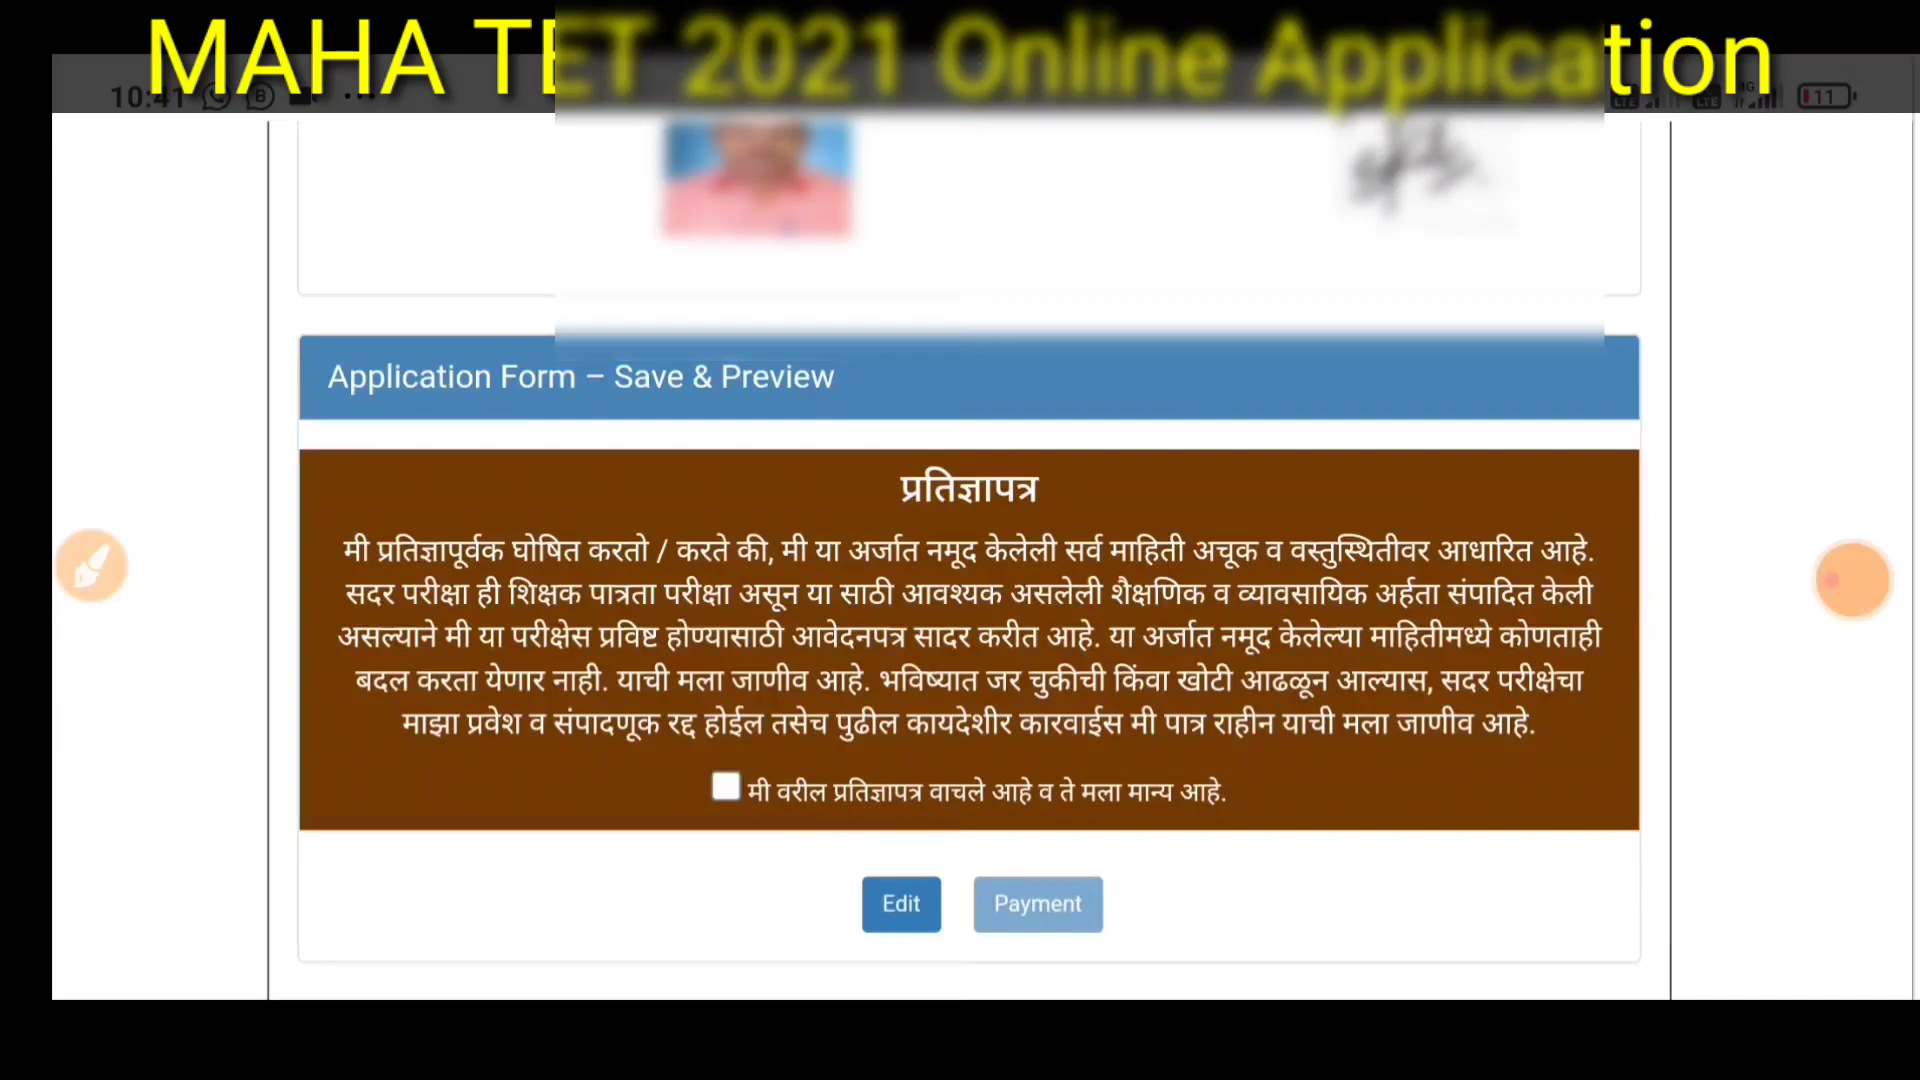 MAHA TET 2021 Online Application
10:41
LTE LTE 4G 11
Application Form – Save & Preview
प्रतिज्ञापत्र
मी प्रतिज्ञापूर्वक घोषित करतो / करते की, मी या अर्जात नमूद केलेली सर्व माहिती अचूक व वस्तुस्थितीवर आधारित आहे.
सदर परीक्षा ही शिक्षक पात्रता परीक्षा असून या साठी आवश्यक असलेली शैक्षणिक व व्यावसायिक अर्हता संपादित केली
असल्याने मी या परीक्षेस प्रविष्ट होण्यासाठी आवेदनपत्र सादर करीत आहे. या अर्जात नमूद केलेल्या माहितीमध्ये कोणताही
बदल करता येणार नाही. याची मला जाणीव आहे. भविष्यात जर चुकीची किंवा खोटी आढळून आल्यास, सदर परीक्षेचा
माझा प्रवेश व संपादणूक रद्द होईल तसेच पुढील कायदेशीर कारवाईस मी पात्र राहीन याची मला जाणीव आहे.
मी वरील प्रतिज्ञापत्र वाचले आहे व ते मला मान्य आहे.
Edit Payment